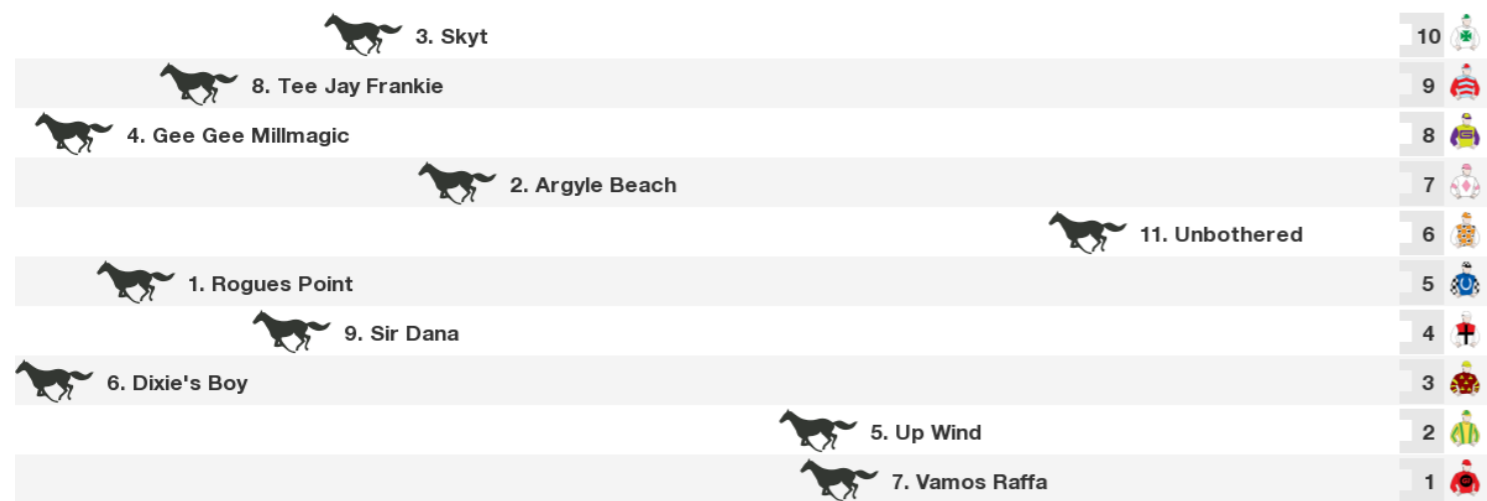 3. Skyt 10
8. Tee Jay Frankie 9
4. Gee Gee Millmagic 8
2. Argyle Beach 7
11. Unbothered 6
1. Rogues Point 5
9. Sir Dana 4
6. Dixie's Boy 3
5. Up Wind 2
7. Vamos Raffa 1